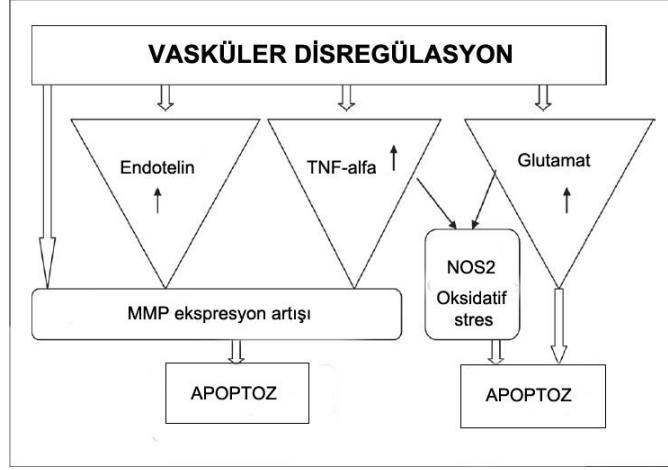 VASKÜLER DİSREGÜLASYON
Endotelin
TNF-alfa
Glutamat
NOS2
Oksidatif
stres
MMP ekspresyon artışı
APOPTOZ
APOPTOZ